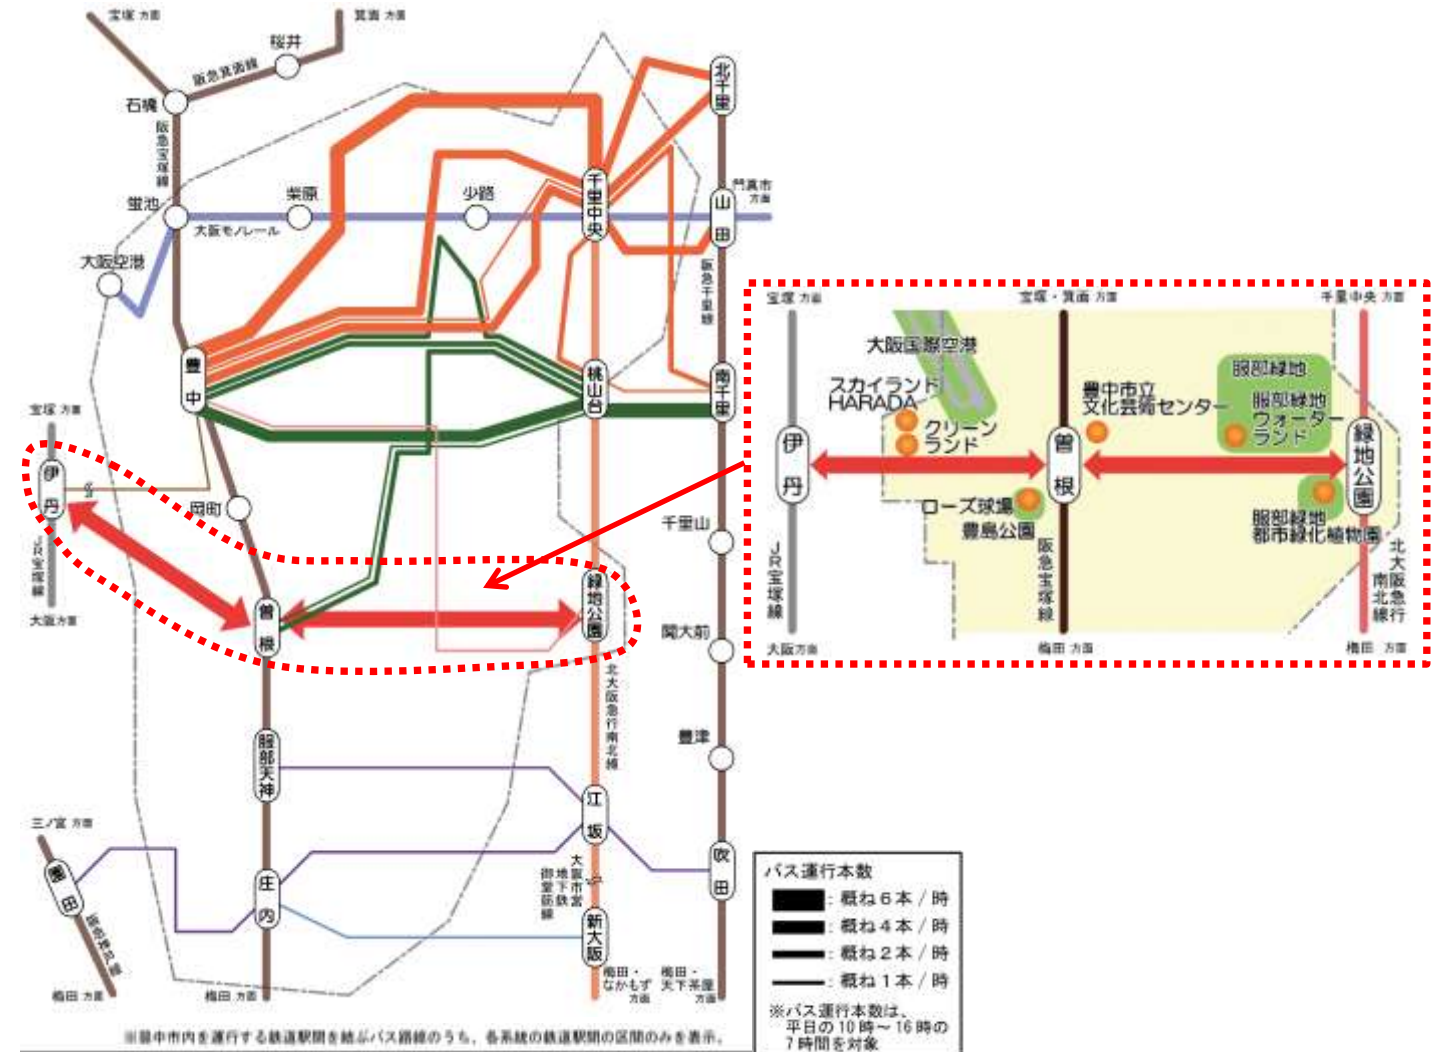 宝塚 方面
箕面 方面
桜井
阪急箕面線
石橋
阪急宝塚線
北千里
蛍池
柴原
少路
千里中央
山田
門真市
方面
大阪モノレール
大阪空港
阪急千里線
豊中
桃山台
南千里
宝塚 方面
伊丹
岡町
JR宝塚線
大阪方面
千里山
曽根
緑地公園
関大前
北大阪急行南北線
服部天神
豊津
江坂
三ノ宮 方面
園田
庄内
吹田
大阪市営
地下鉄
御堂筋線
新大阪
梅田 方面
梅田 方面
梅田・
なかもず
方面
梅田・
天下茶屋
方面
※豊中市内を運行する鉄道駅間を結ぶバス路線のうち、各系統の鉄道駅間の区間のみを表示。
宝塚 方面
宝塚・箕面 方面
千里中央 方面
大阪国際空港
スカイランド
HARADA
クリーン
ランド
豊中市立
文化芸術センター
服部緑地
服部緑地
ウォーター
ランド
伊丹
曽根
緑地公園
ローズ球場
豊島公園
服部緑地
都市緑化植物園
JR宝塚線
阪急宝塚線
北大阪急行
南北線
大阪 方面
梅田 方面
梅田 方面
バス運行本数
：概ね6本／時
：概ね4本／時
：概ね2本／時
：概ね1本／時
※バス運行本数は、
平日の10時～16時の
7時間を対象